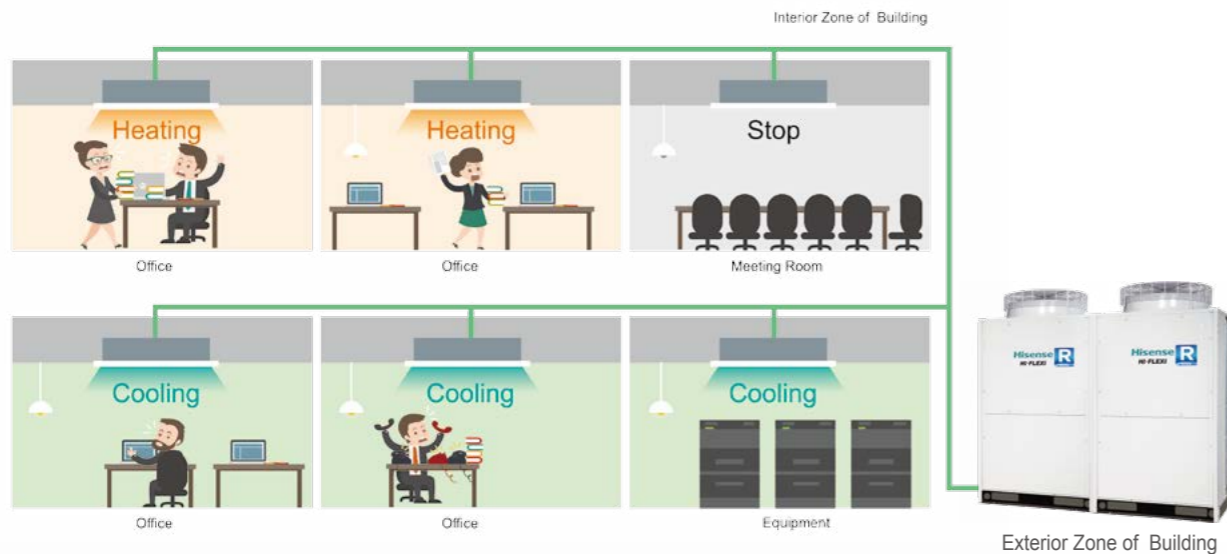 Interior Zone of Building
Heating
Heating
Stop
Office
Office
Meeting Room
Cooling
Cooling
Cooling
Office
Office
Equipment
Hisense R
HI-FLEXI
Hisense R
HI-FLEXI
Exterior Zone of Building